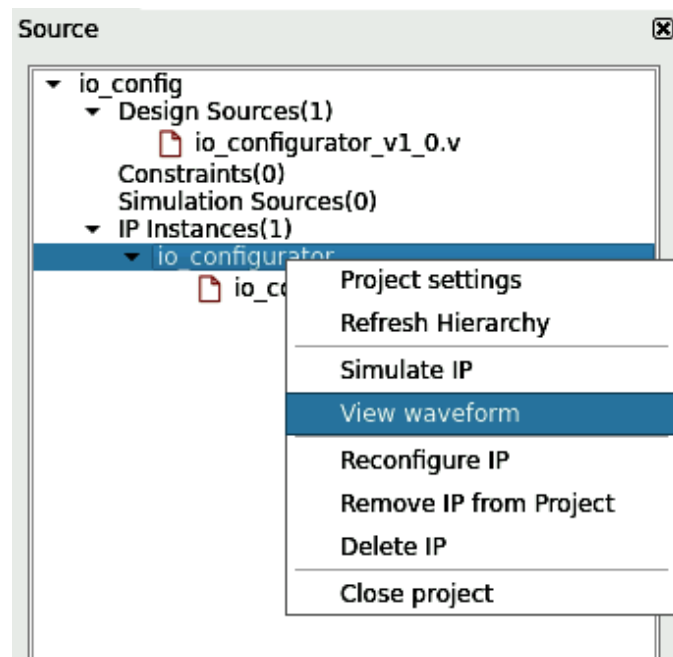 Source
io_config
Design Sources(1)
io_configurator_v1_0.v
Constraints(0)
Simulation Sources(0)
IP Instances(1)
io_configurator
Project settings
Refresh Hierarchy
Simulate IP
View waveform
Reconfigure IP
Remove IP from Project
Delete IP
Close project